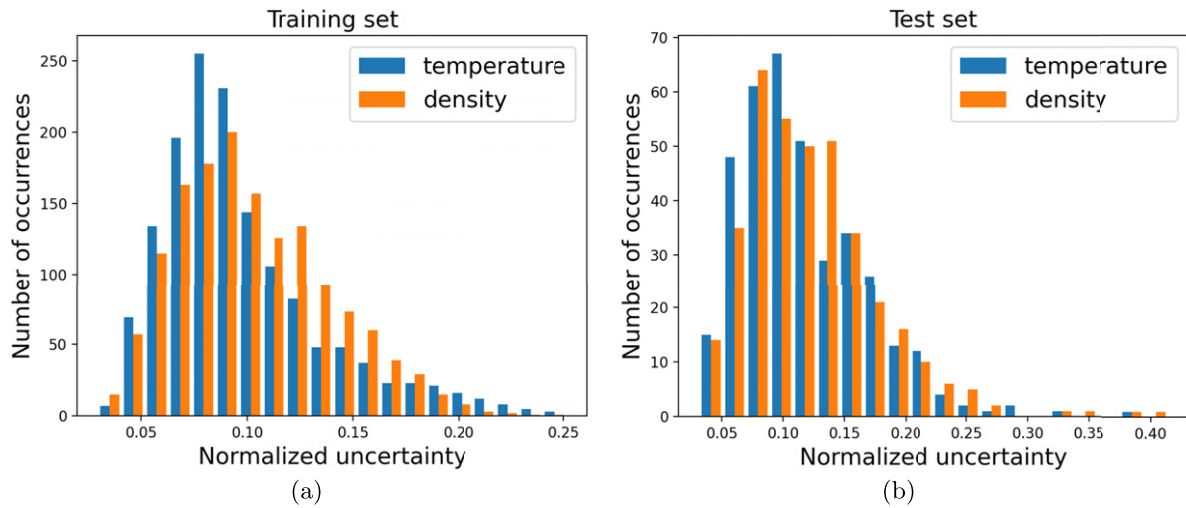 Training set
Number of occurrences
250
200
150
100
50
0
temperature
density
0.05 0.10 0.15 0.20 0.25
Normalized uncertainty
(a)
Test set
Number of occurrences
70
60
50
40
30
20
10
0
temperature
density
0.05 0.10 0.15 0.20 0.25 0.30 0.35 0.40
Normalized uncertainty
(b)